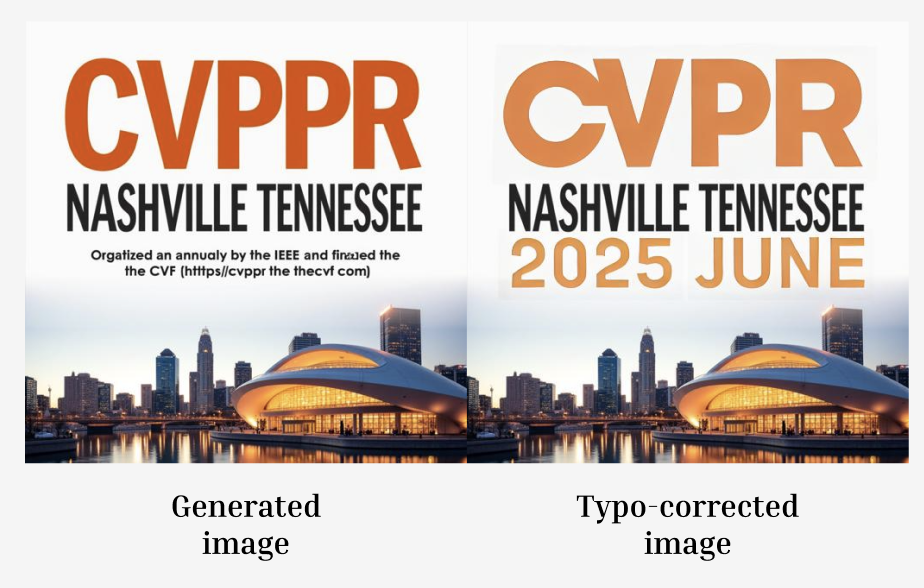 CVPPR
NASHVILLE TENNESSEE
Orgatized an annualy by the IEEE and the
the CVF (htttps//cvppr the thecvf com)
CVPR
NASHVILLE TENNESSEE
2025 JUNE
Generated
image
Typo-corrected
image